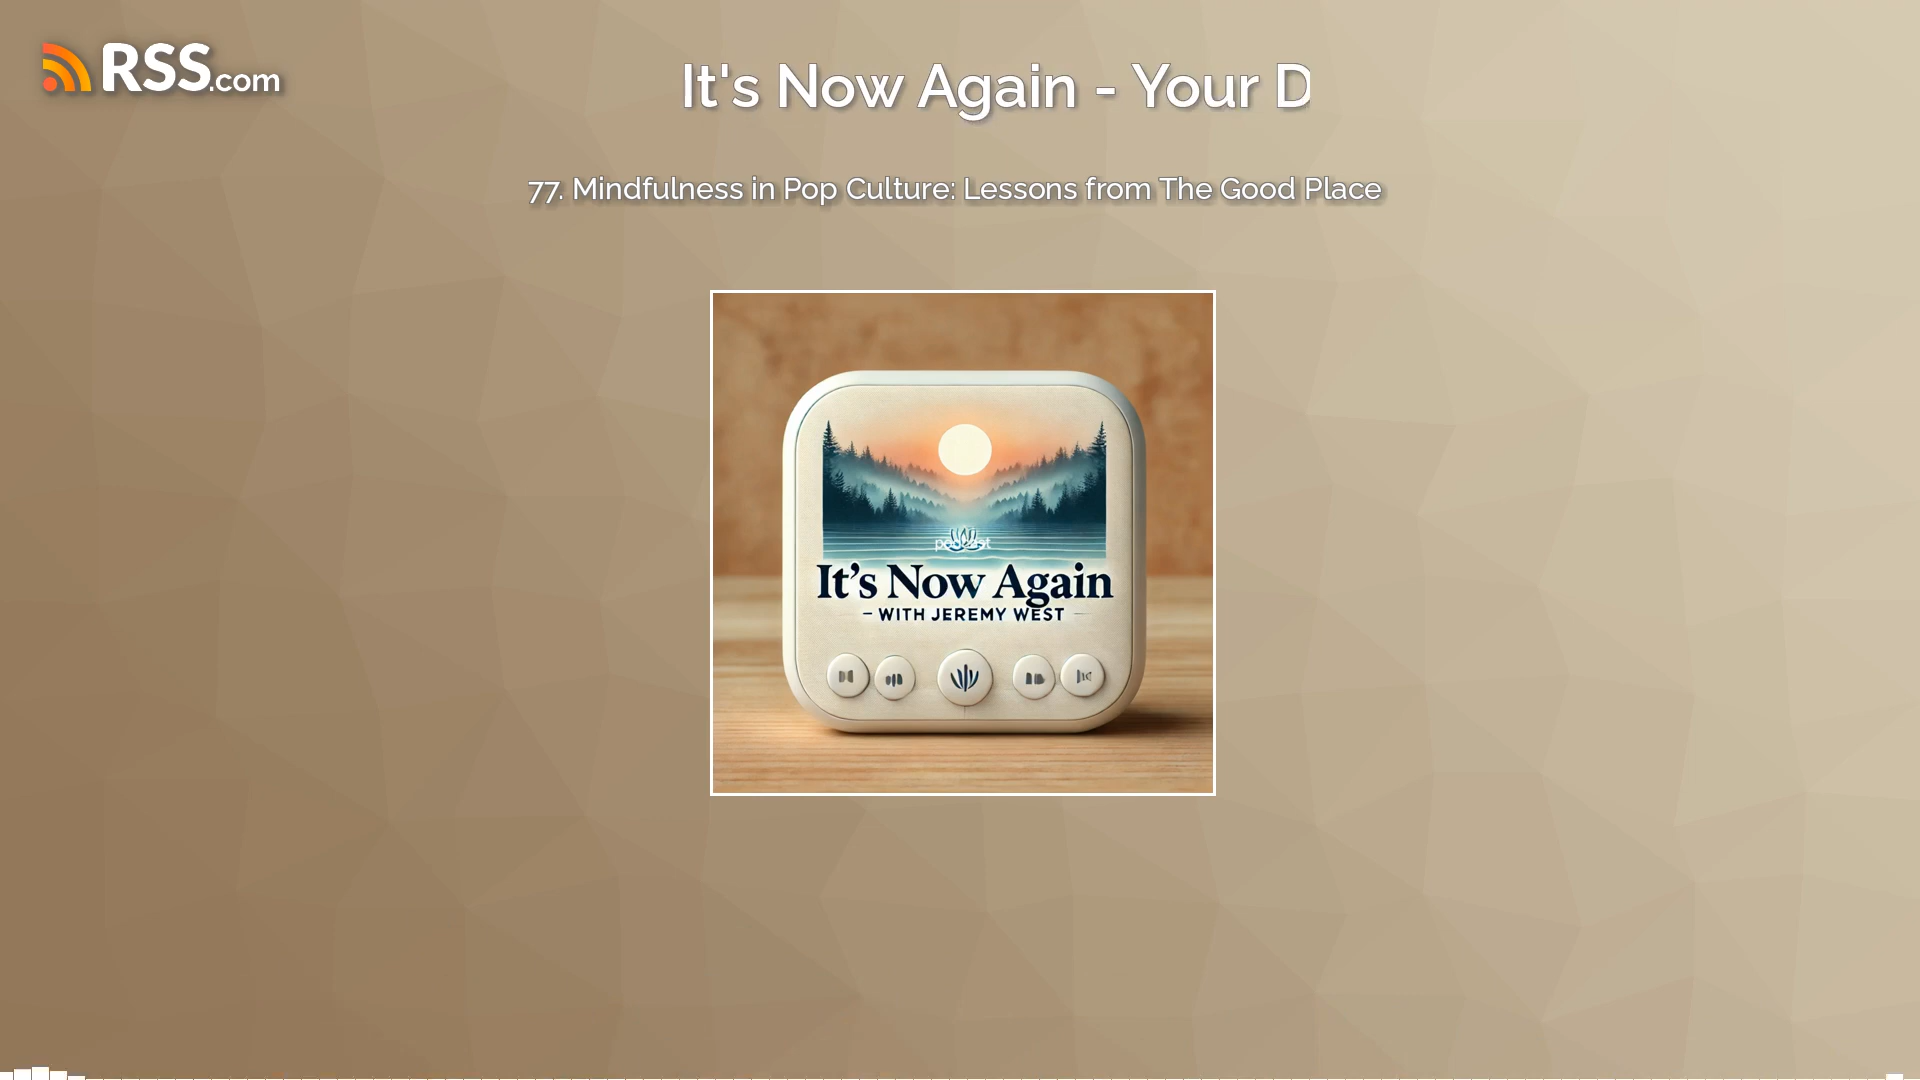 RSS.com
It's Now Again - Your D
77. Mindfulness in Pop Culture: Lessons from The Good Place
podcast
It's Now Again
- WITH JEREMY WEST -